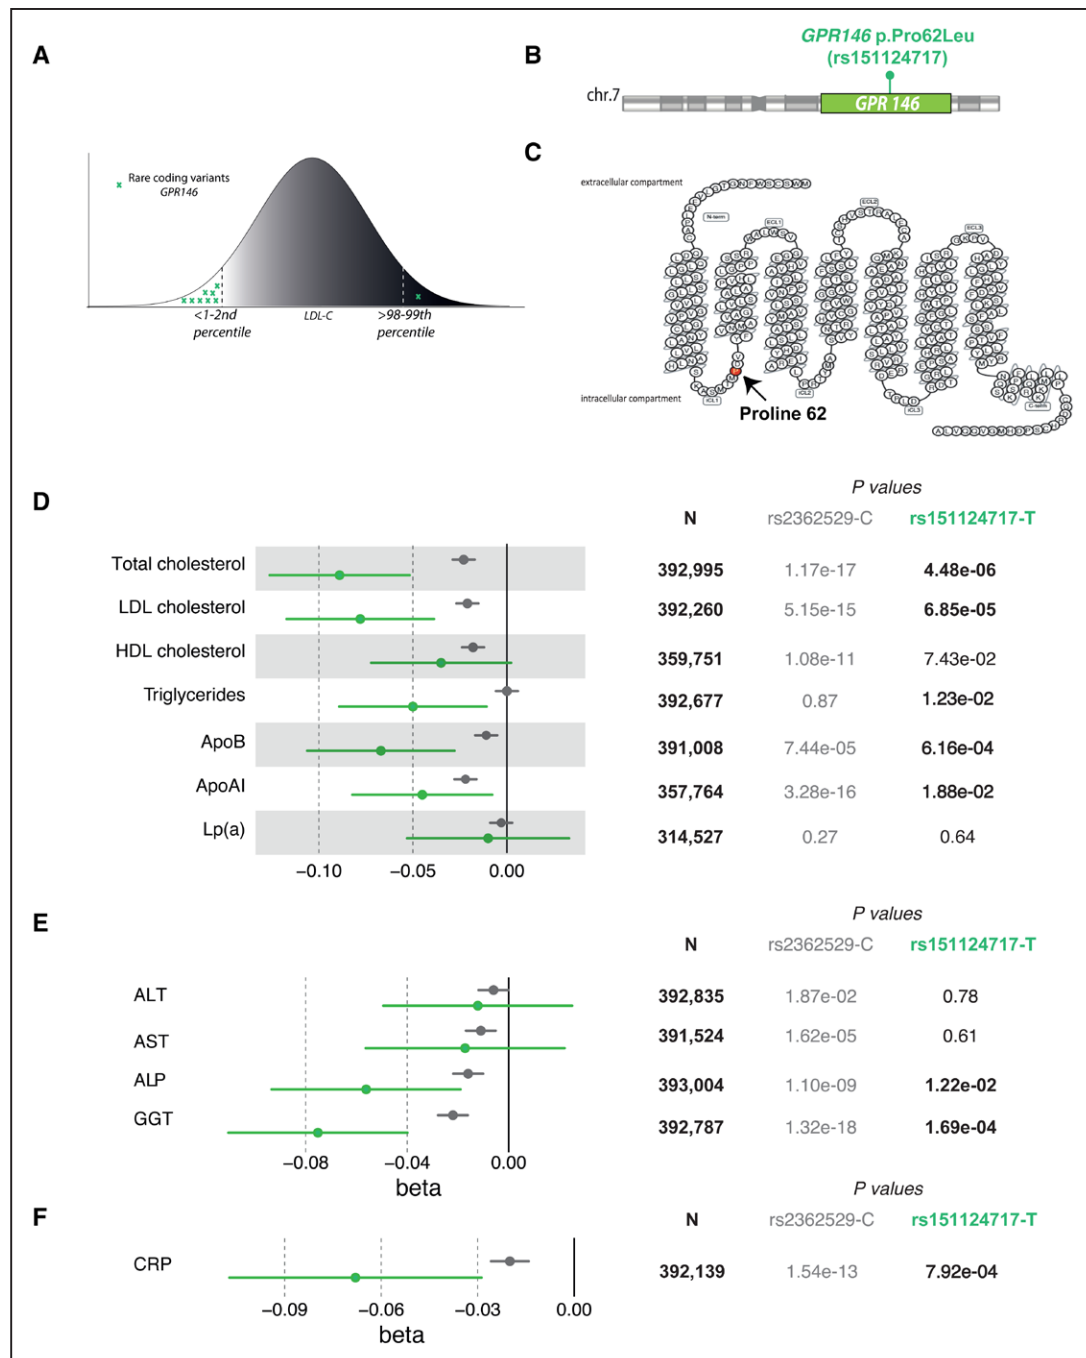 A
Rare coding variants
GPR146
<1-2nd
percentile
LDL-C
>98-99th
percentile
B
GPR146 p.Pro62Leu
(rs151124717)
chr.7
GPR 146
C
extracellular compartment
N-term
ECL1
ECL2
ECL3
intracellular compartment
ICL1
ICL2
ICL3
C-term
Proline 62
D
P values
N rs2362529-C rs151124717-T
Total cholesterol 392,995 1.17e-17 4.48e-06
LDL cholesterol 392,260 5.15e-15 6.85e-05
HDL cholesterol 359,751 1.08e-11 7.43e-02
Triglycerides 392,677 0.87 1.23e-02
ApoB 391,008 7.44e-05 6.16e-04
ApoAI 357,764 3.28e-16 1.88e-02
Lp(a) 314,527 0.27 0.64
−0.10 −0.05 0.00
E
P values
N rs2362529-C rs151124717-T
ALT 392,835 1.87e-02 0.78
AST 391,524 1.62e-05 0.61
ALP 393,004 1.10e-09 1.22e-02
GGT 392,787 1.32e-18 1.69e-04
−0.08 −0.04 0.00
beta
F
P values
N rs2362529-C rs151124717-T
CRP 392,139 1.54e-13 7.92e-04
−0.09 −0.06 −0.03 0.00
beta